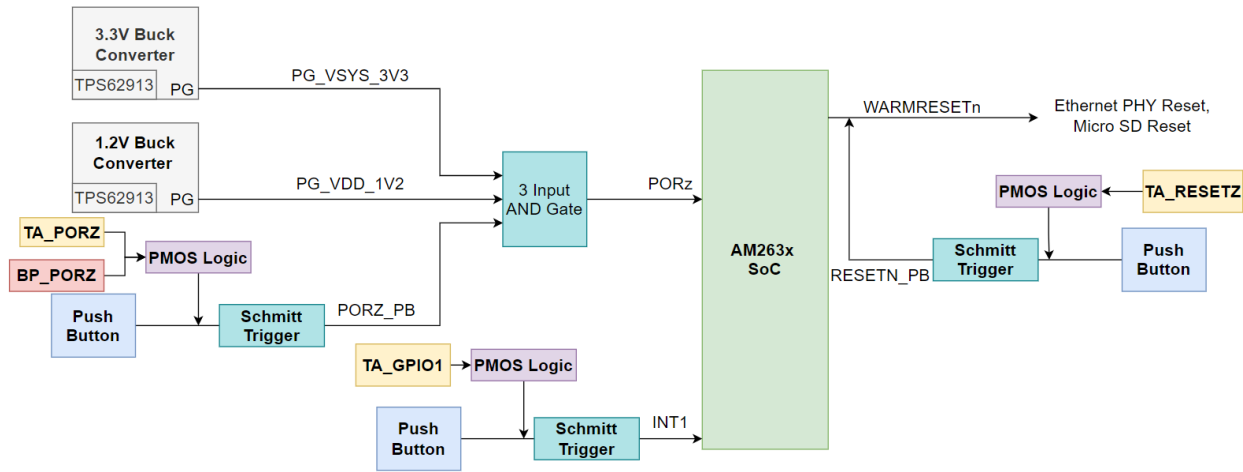 3.3V Buck
Converter
TPS62913
PG
PG_VSYS_3V3
1.2V Buck
Converter
TPS62913
PG
PG_VDD_1V2
TA_PORZ
BP_PORZ
PMOS Logic
Push
Button
Schmitt
Trigger
PORZ_PB
3 Input
AND Gate
PORz
TA_GPIO1
PMOS Logic
Push
Button
Schmitt
Trigger
INT1
AM263x
SoC
WARMRESETn
Ethernet PHY Reset,
Micro SD Reset
PMOS Logic
TA_RESETZ
RESETN_PB
Schmitt
Trigger
Push
Button